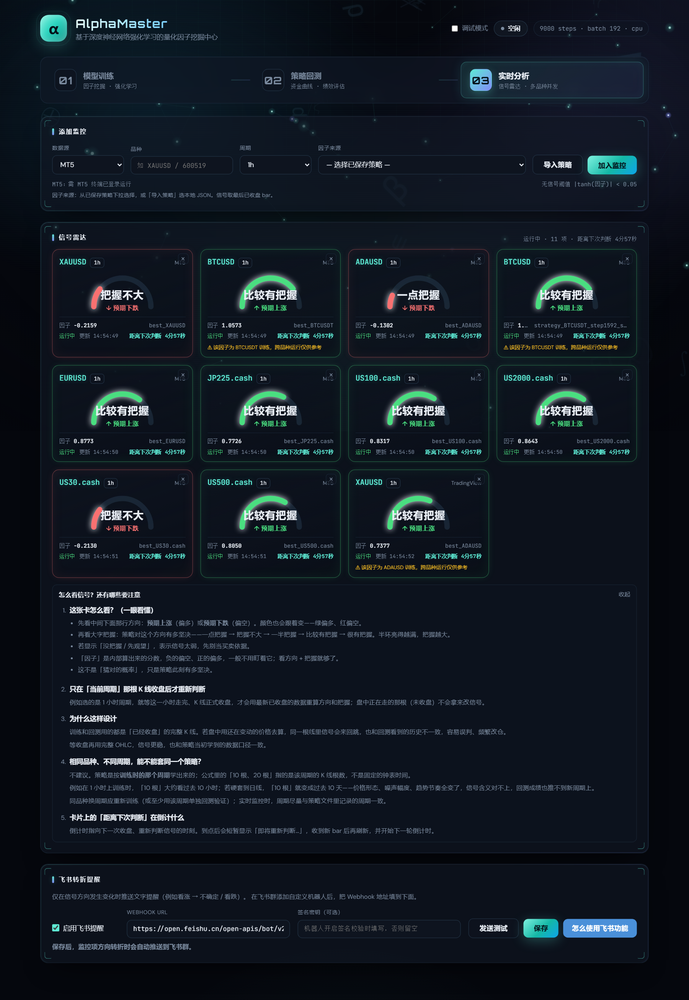 α
AlphaMaster
基于深度神经网络强化学习的量化因子挖掘中心
调试模式
空闲
9000 steps · batch 192 · cpu
01
模型训练
因子挖掘 · 强化学习
02
策略回测
资金曲线 · 绩效评估
03
实时分析
信号雷达 · 多品种并发
添加监控
数据源
品种
周期
因子来源
MT5
如 XAUUSD / 600519
1h
— 选择已保存策略 —
导入策略
加入监控
MT5: 需 MT5 终端已登录运行
无信号阈值 |tanh(因子)| < 0.05
因子来源：从已保存策略下拉选择，或「导入策略」选本地 JSON。信号取最后已收盘 bar。
信号雷达
运行中 · 11 项 · 距离下次判断 4分57秒
XAUUSD 1h MT5 ×
把握不大
↓ 预期下跌
因子 -0.2159 best_XAUUSD
运行中 更新 14:54:49 距离下次判断 4分57秒
BTCUSD 1h MT5 ×
比较有把握
↑ 预期上涨
因子 1.0573 best_BTCUSDT
运行中 更新 14:54:49 距离下次判断 4分57秒
⚠ 该因子为 BTCUSDT 训练，跨品种运行仅供参考
ADAUSD 1h MT5 ×
一点把握
↓ 预期下跌
因子 -0.1302 best_ADAUSD
运行中 更新 14:54:49 距离下次判断 4分57秒
BTCUSD 1h MT5 ×
比较有把握
↑ 预期上涨
因子 1.… strategy_BTCUSDT_step1592_s…
运行中 更新 14:54:49 距离下次判断 4分57秒
⚠ 该因子为 BTCUSDT 训练，跨品种运行仅供参考
EURUSD 1h MT5 ×
比较有把握
↑ 预期上涨
因子 0.8773 best_EURUSD
运行中 更新 14:54:50 距离下次判断 4分57秒
JP225.cash 1h MT5 ×
比较有把握
↑ 预期上涨
因子 0.7726 best_JP225.cash
运行中 更新 14:54:50 距离下次判断 4分57秒
US100.cash 1h MT5 ×
比较有把握
↑ 预期上涨
因子 0.8317 best_US100.cash
运行中 更新 14:54:50 距离下次判断 4分57秒
US2000.cash 1h MT5 ×
比较有把握
↑ 预期上涨
因子 0.8643 best_US2000.cash
运行中 更新 14:54:50 距离下次判断 4分57秒
US30.cash 1h MT5 ×
把握不大
↓ 预期下跌
因子 -0.2130 best_US30.cash
运行中 更新 14:54:51 距离下次判断 4分57秒
US500.cash 1h MT5 ×
比较有把握
↑ 预期上涨
因子 0.8050 best_US500.cash
运行中 更新 14:54:51 距离下次判断 4分57秒
XAUUSD 1h TradingView ×
比较有把握
↑ 预期上涨
因子 0.7377 best_ADAUSD
运行中 更新 14:54:52 距离下次判断 4分57秒
⚠ 该因子为 ADAUSD 训练，跨品种运行仅供参考
怎么看信号？还有哪些要注意
收起
1. 这张卡怎么看？（一眼看懂）
• 先看中间下面那行方向：预期上涨（偏多）或预期下跌（偏空）。颜色也会跟着变——绿偏多、红偏空。
• 再看大字把握：策略对这个方向有多坚决——一点把握 → 把握不大 → 一半把握 → 比较有把握 → 很有把握。半环亮得越满，把握越大。
• 若显示「没把握 / 先观望」，表示信号太弱，先别当买卖依据。
• 「因子」是内部算出来的分数，负的偏空、正的偏多，一般不用盯着它；看方向 + 把握就够了。
• 这不是「猜对的概率」，只是策略此刻有多坚决。
2. 只在「当前周期」那根 K 线收盘后才重新判断
例如选的是 1 小时周期，就等这一小时走完、K 线正式收盘，才会用最新已收盘的数据重算方向和把握；盘中正在走的那根（未收盘）不会拿来改信号。
3. 为什么这样设计
训练和回测用的都是「已经收盘」的完整 K 线。若盘中用还在变动的价格去算，同一根线里信号会来回跳，也和回测看到的历史不一致，容易误判、频繁改仓。
等收盘再用完整 OHLC，信号更稳，也和策略当初学到的数据口径一致。
4. 相同品种、不同周期，能不能套同一个策略？
不建议。策略是按训练时的那个周期学出来的；公式里的「10 根、20 根」指的是该周期的 K 线根数，不是固定的钟表时间。
例如在 1 小时上训练时，「10 根」大约看过去 10 小时；若硬套到日线，「10 根」就变成过去 10 天——价格形态、噪声幅度、趋势节奏全变了，信号含义对不上，回测成绩也推不到新周期上。
同品种换周期应重新训练（或至少用该周期单独回测验证）；实时监控时，周期尽量与策略文件里记录的周期一致。
5. 卡片上的「距离下次判断」在倒计什么
倒计时指向下一次收盘、重新判断信号的时刻。到点后会短暂显示「即将重新判断…」，收到新 bar 后再刷新，并开始下一轮倒计时。
飞书转折提醒
仅在信号方向发生变化时推送文字提醒（例如看涨 → 不确定 / 看跌）。 在飞书群添加自定义机器人后，把 Webhook 地址填到下面。
WEBHOOK URL
签名密钥（可选）
启用飞书提醒
https://open.feishu.cn/open-apis/bot/v2
机器人开启签名校验时填写，否则留空
发送测试
保存
怎么使用飞书功能
保存后，监控项方向转折时会自动推送到飞书群。